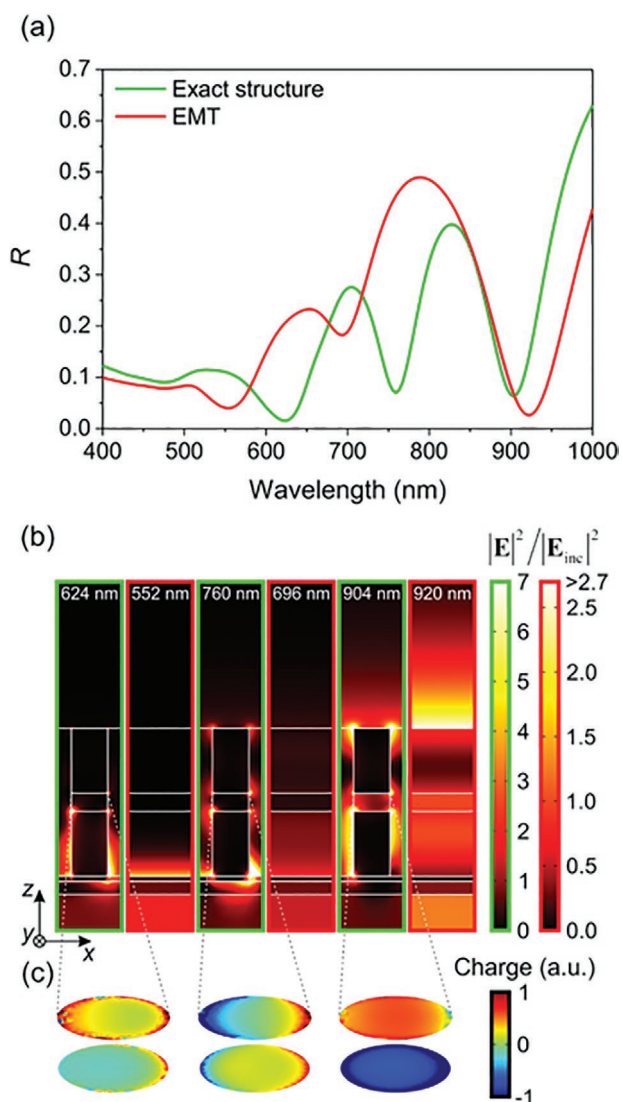 (a)
0.7
0.6
0.5
0.4
0.3
0.2
0.1
0.0
R
Exact structure
EMT
400 500 600 700 800 900 1000
Wavelength (nm)
(b)
|E|²/|E_inc|²
624 nm 552 nm 760 nm 696 nm 904 nm 920 nm
7
6
5
4
3
2
1
0
>2.7
2.5
2.0
1.5
1.0
0.5
0.0
z
y
x
(c)
Charge (a.u.)
1
0
-1